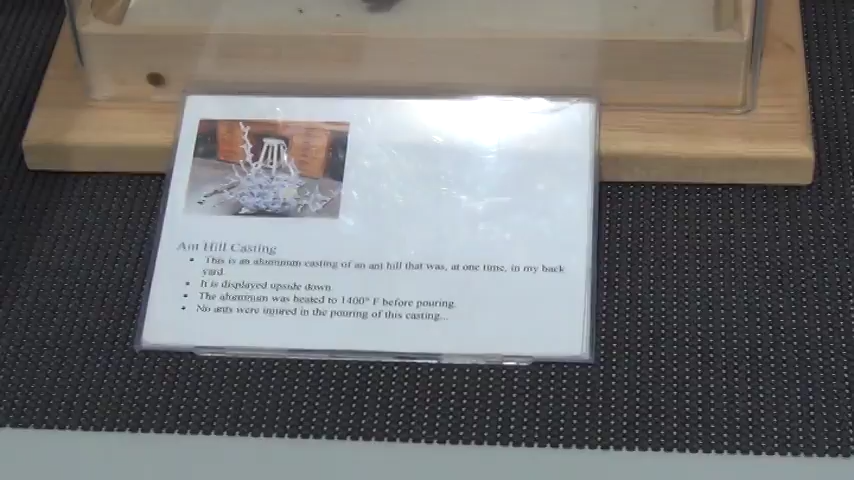 Ant Hill Casting
• This is an aluminum casting of an ant hill that was, at one time, in my back
yard.
• It is displayed upside down
• The aluminum was heated to 1400° F before pouring.
• No ants were injured in the pouring of this casting...